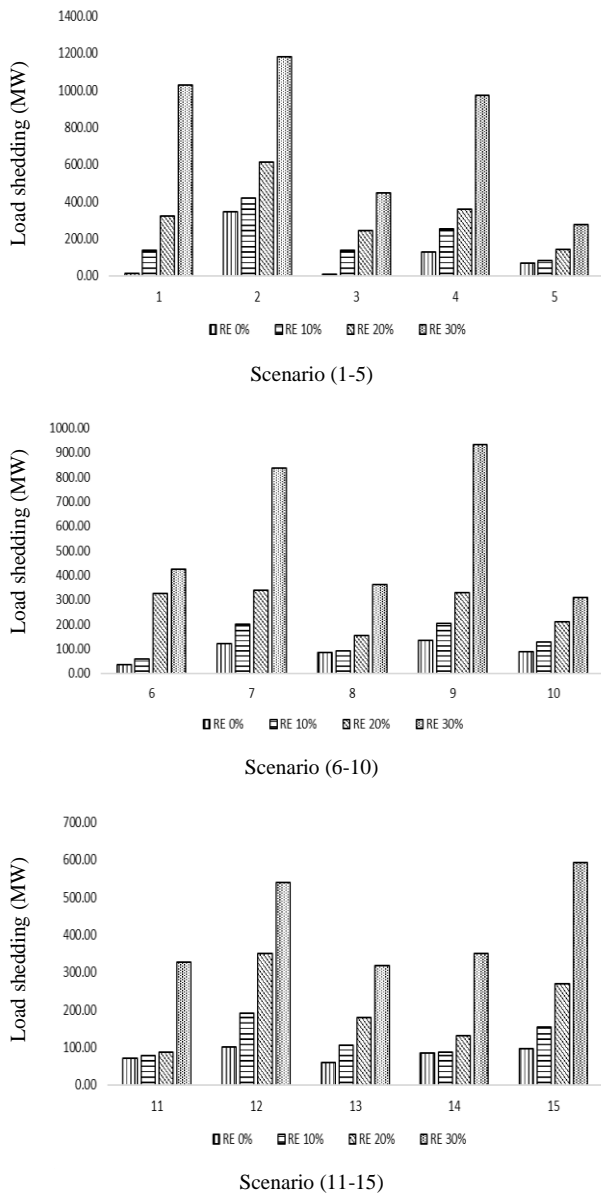 Load shedding (MW)
1400.00
1200.00
1000.00
800.00
600.00
400.00
200.00
0.00
1 2 3 4 5
RE 0% RE 10% RE 20% RE 30%
Scenario (1-5)
Load shedding (MW)
1000.00
900.00
800.00
700.00
600.00
500.00
400.00
300.00
200.00
100.00
0.00
6 7 8 9 10
RE 0% RE 10% RE 20% RE 30%
Scenario (6-10)
Load shedding (MW)
700.00
600.00
500.00
400.00
300.00
200.00
100.00
0.00
11 12 13 14 15
RE 0% RE 10% RE 20% RE 30%
Scenario (11-15)